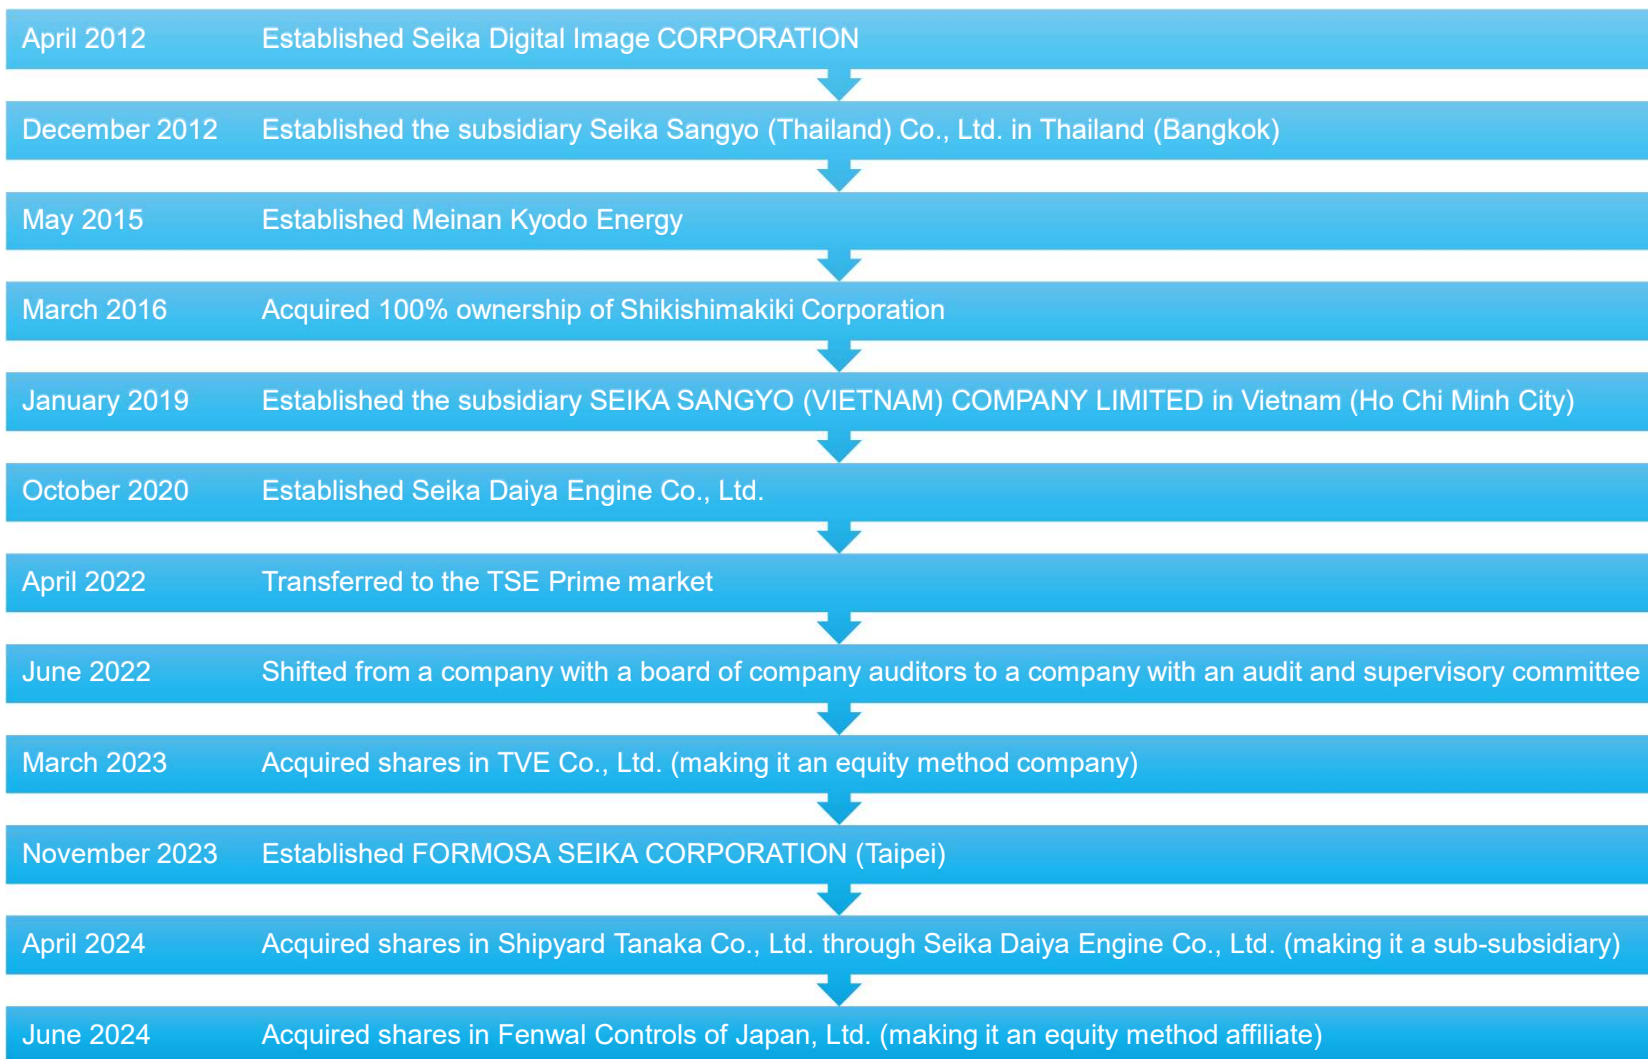 April 2012 Established Seika Digital Image CORPORATION
December 2012 Established the subsidiary Seika Sangyo (Thailand) Co., Ltd. in Thailand (Bangkok)
May 2015 Established Meinan Kyodo Energy
March 2016 Acquired 100% ownership of Shikishimakiki Corporation
January 2019 Established the subsidiary SEIKA SANGYO (VIETNAM) COMPANY LIMITED in Vietnam (Ho Chi Minh City)
October 2020 Established Seika Daiya Engine Co., Ltd.
April 2022 Transferred to the TSE Prime market
June 2022 Shifted from a company with a board of company auditors to a company with an audit and supervisory committee
March 2023 Acquired shares in TVE Co., Ltd. (making it an equity method company)
November 2023 Established FORMOSA SEIKA CORPORATION (Taipei)
April 2024 Acquired shares in Shipyard Tanaka Co., Ltd. through Seika Daiya Engine Co., Ltd. (making it a sub-subsidiary)
June 2024 Acquired shares in Fenwal Controls of Japan, Ltd. (making it an equity method affiliate)